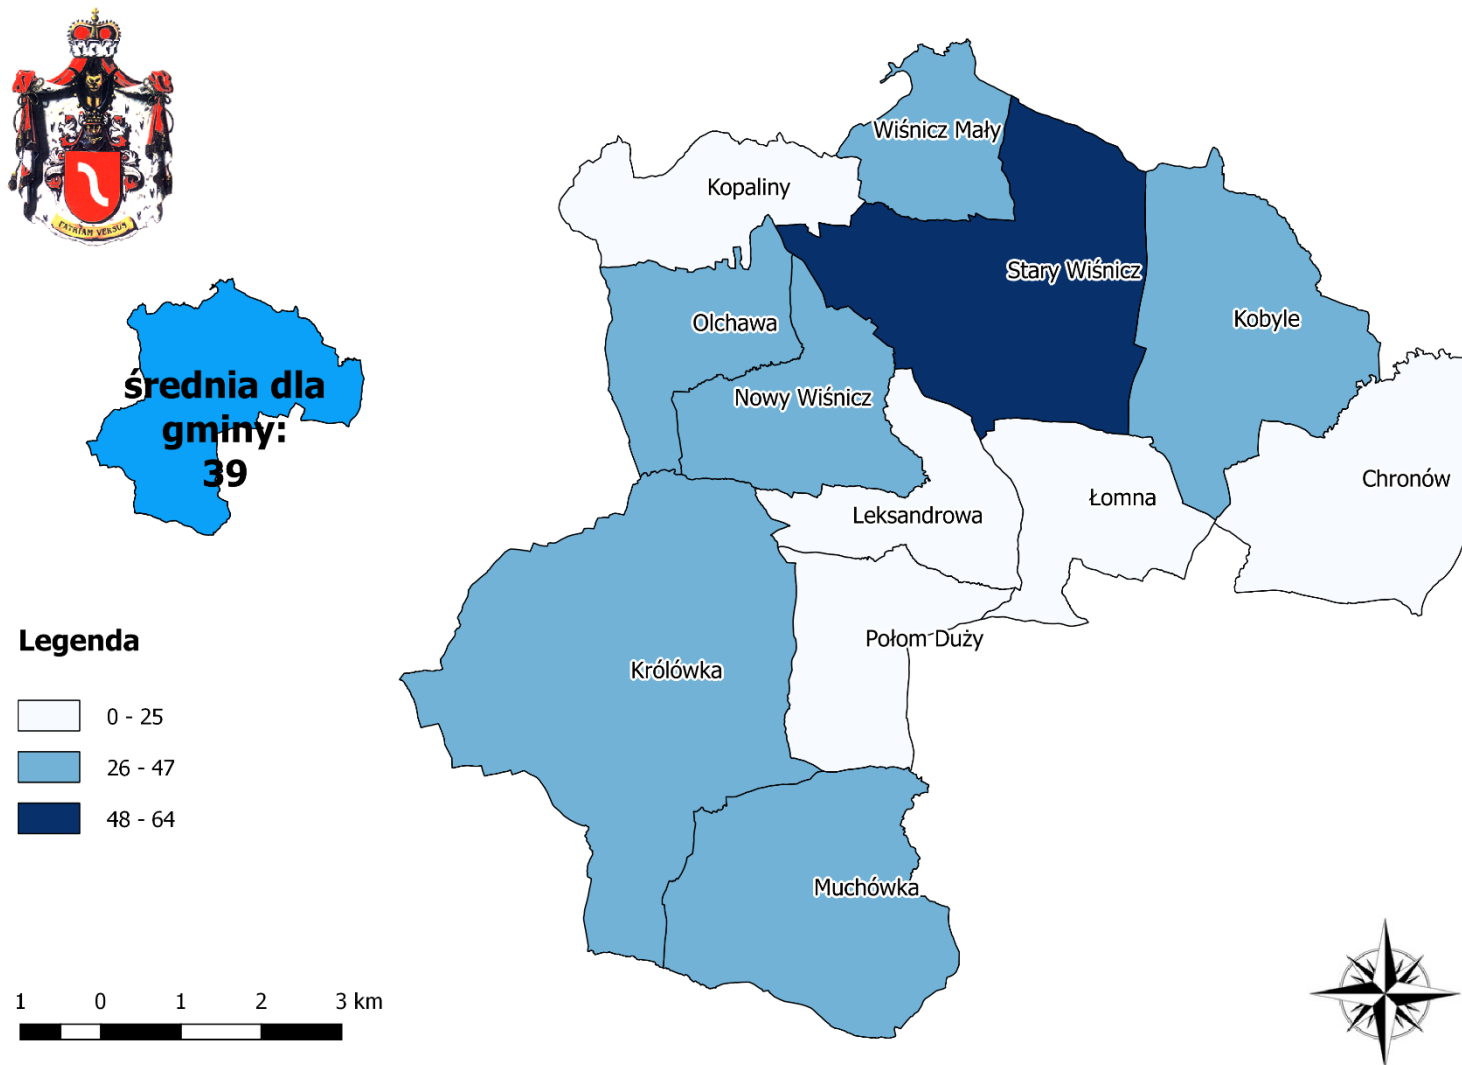 PATRIAM VERSUS
średnia dla
gminy:
39
Wiśnicz Mały
Kopaliny
Stary Wiśnicz
Olchawa
Kobyle
Nowy Wiśnicz
Chronów
Łomna
Leksandrowa
Połom Duży
Królówka
Muchówka
Legenda
0 - 25
26 - 47
48 - 64
1 0 1 2 3 km